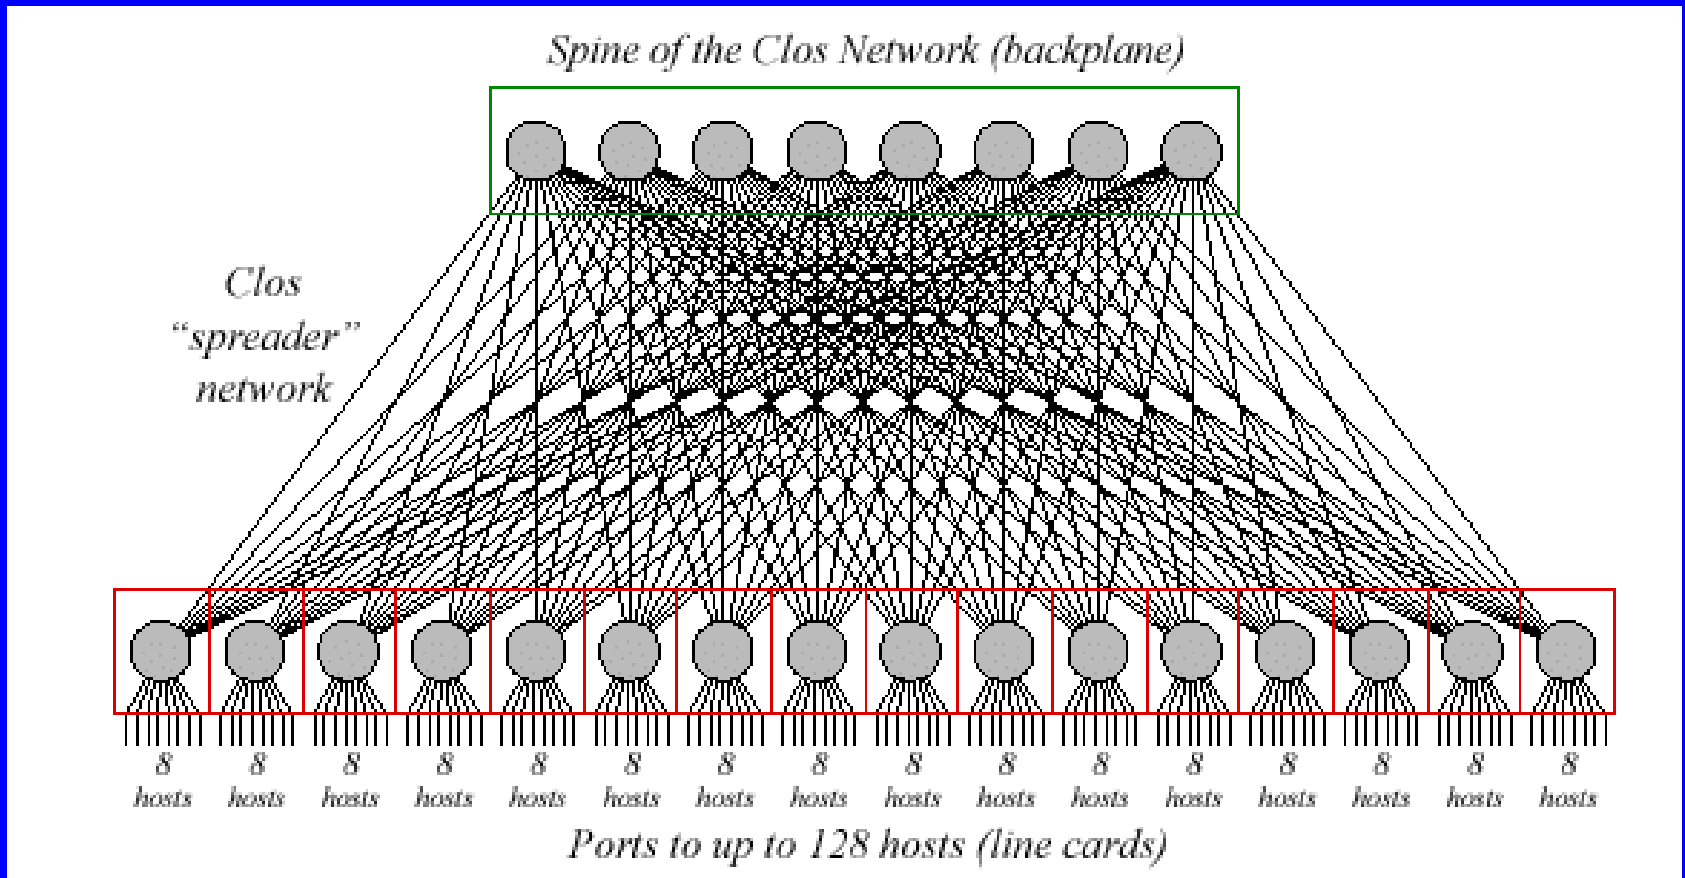 Spine of the Clos Network (backplane)
Clos
“spreader”
network
8 8 8 8 8 8 8 8 8 8 8 8 8 8 8 8
hosts hosts hosts hosts hosts hosts hosts hosts hosts hosts hosts hosts hosts hosts hosts hosts
Ports to up to 128 hosts (line cards)